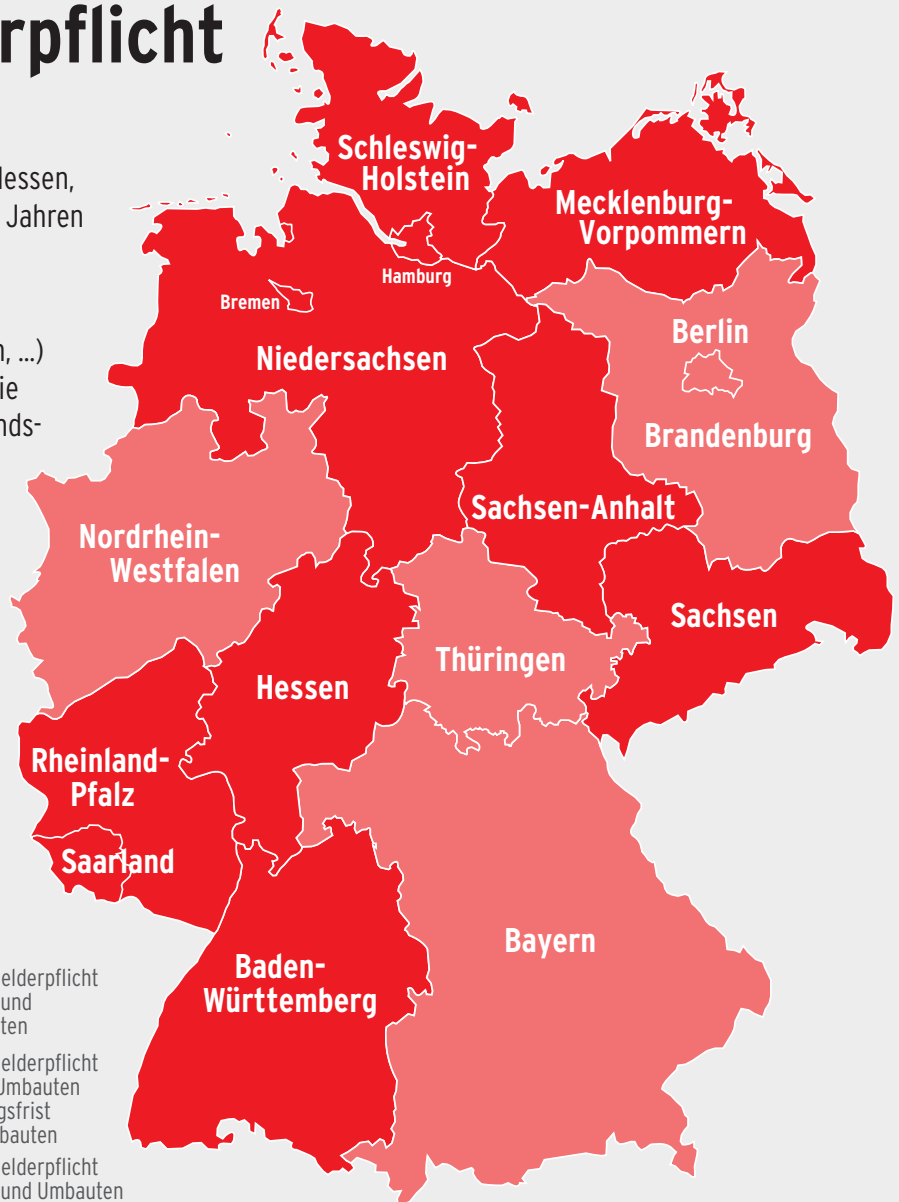 rpflicht
Schleswig-
Holstein
essen,
Jahren
Mecklenburg-
Vorpommern
Hamburg
Bremen
Berlin
, ...)
ie
nds-
Niedersachsen
Brandenburg
Sachsen-Anhalt
Nordrhein-
Westfalen
Sachsen
Thüringen
Hessen
Rheinland-
Pfalz
Saarland
Bayern
Baden-
Württemberg
elderpflicht
und
ten
elderpflicht
Umbauten
gsfrist
bauten
elderpflicht
und Umbauten